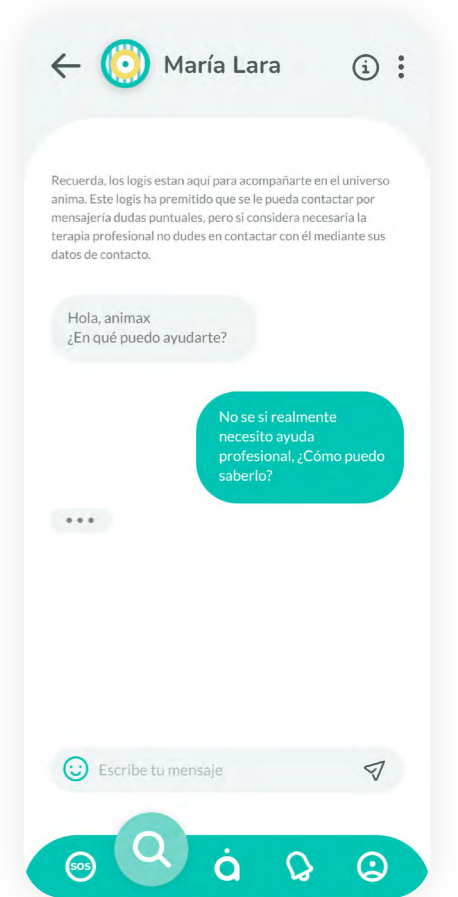 María Lara
Recuerda, los logis estan aquí para acompañarte en el universo
anima. Este logis ha premitido que se le pueda contactar por
mensajería dudas puntuales, pero si considera necesaria la
terapia profesional no dudes en contactar con él mediante sus
datos de contacto.
Hola, animax
¿En qué puedo ayudarte?
No se si realmente
necesito ayuda
profesional, ¿Cómo puedo
saberlo?
Escribe tu mensaje
SOS